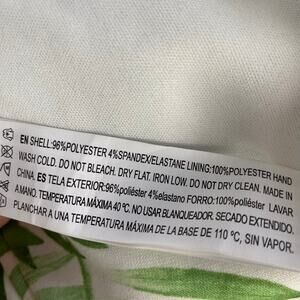 EN SHELL:96%POLYESTER 4%SPANDEX/ELASTANE LINING:100%POLYESTER HAND
WASH COLD. DO NOT BLEACH. DRY FLAT. IRON LOW. DO NOT DRY CLEAN. MADE IN
CHINA, ES TELA EXTERIOR:96%poliéster 4%elastano FORRO:100%poliéster LAVAR
A MANO. TEMPERATURA MÁXIMA 40 ºC. NO USAR BLANQUEADOR. SECADO EXTENDIDO.
PLANCHAR A UNA TEMPERATURA MÁXIMA DE LA BASE DE 110 ºC, SIN VAPOR.